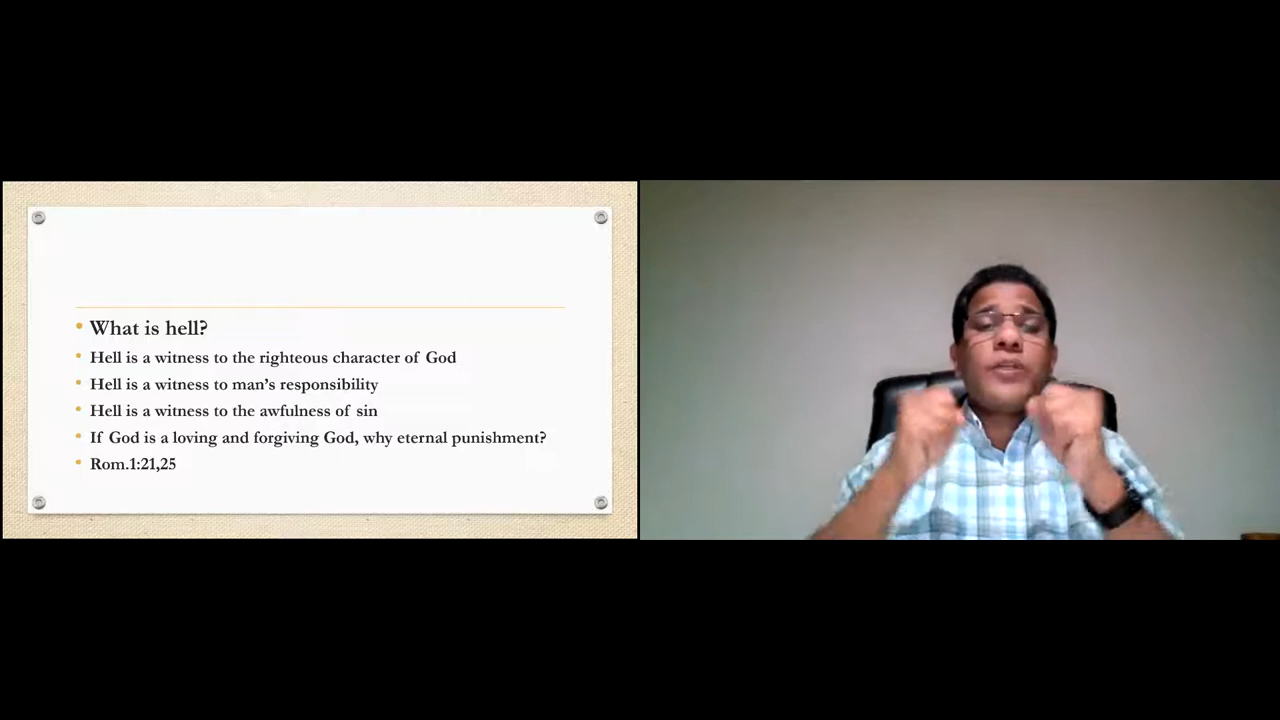 What is hell?
Hell is a witness to the righteous character of God
Hell is a witness to man's responsibility
Hell is a witness to the awfulness of sin
If God is a loving and forgiving God, why eternal punishment?
Rom.1:21,25